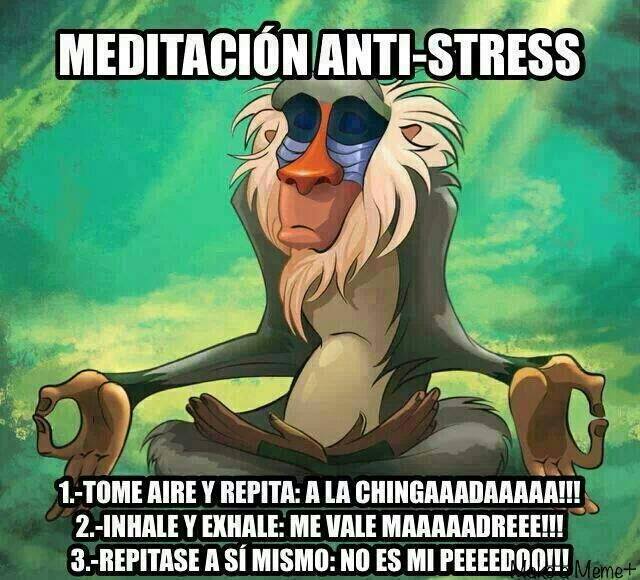 MEDITACIÓN ANTI-STRESS
1.-TOME AIRE Y REPITA: A LA CHINGAAADAAAAA!!!
2.-INHALE Y EXHALE: ME VALE MAAAAADREEE!!!
3.-REPITASE A SÍ MISMO: NO ES MI PEEEEDOO!!!
Meme+